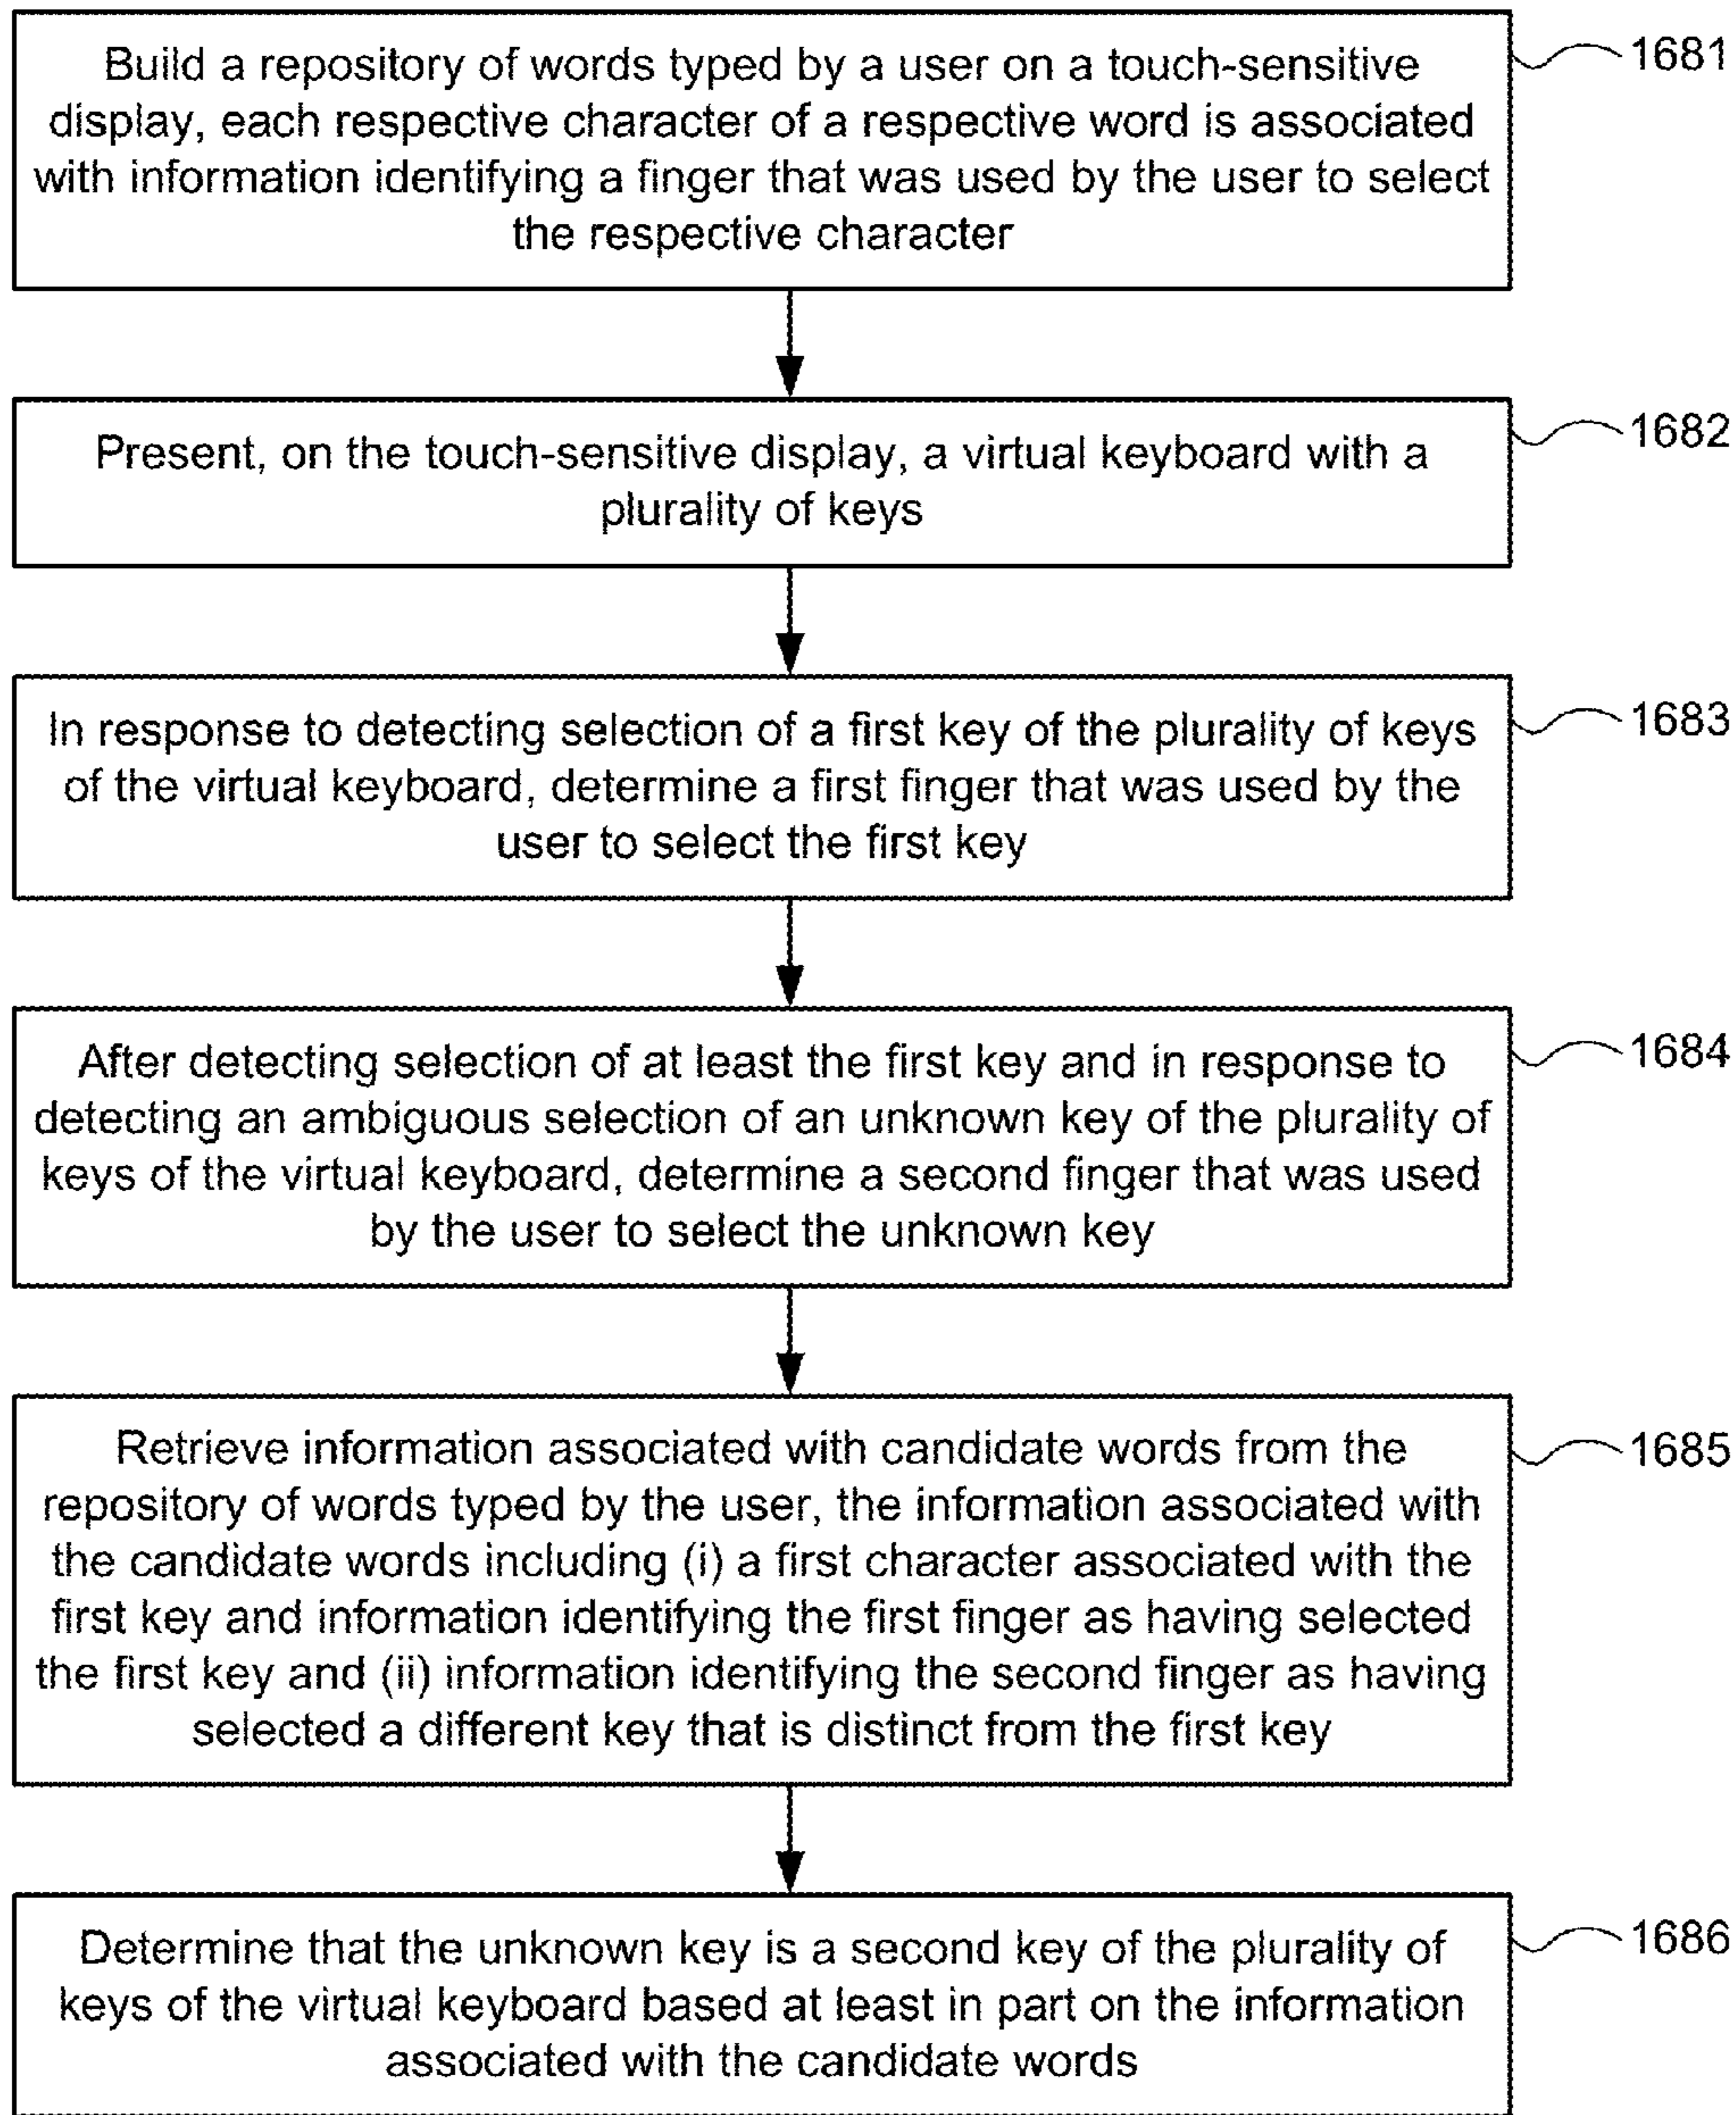 Build a repository of words typed by a user on a touch-sensitive
display, each respective character of a respective word is associated
with information identifying a finger that was used by the user to select
the respective character
1681
Present, on the touch-sensitive display, a virtual keyboard with a
plurality of keys
1682
In response to detecting selection of a first key of the plurality of keys
of the virtual keyboard, determine a first finger that was used by the
user to select the first key
1683
After detecting selection of at least the first key and in response to
detecting an ambiguous selection of an unknown key of the plurality of
keys of the virtual keyboard, determine a second finger that was used
by the user to select the unknown key
1684
Retrieve information associated with candidate words from the
repository of words typed by the user, the information associated with
the candidate words including (i) a first character associated with the
first key and information identifying the first finger as having selected
the first key and (ii) information identifying the second finger as having
selected a different key that is distinct from the first key
1685
Determine that the unknown key is a second key of the plurality of
keys of the virtual keyboard based at least in part on the information
associated with the candidate words
1686